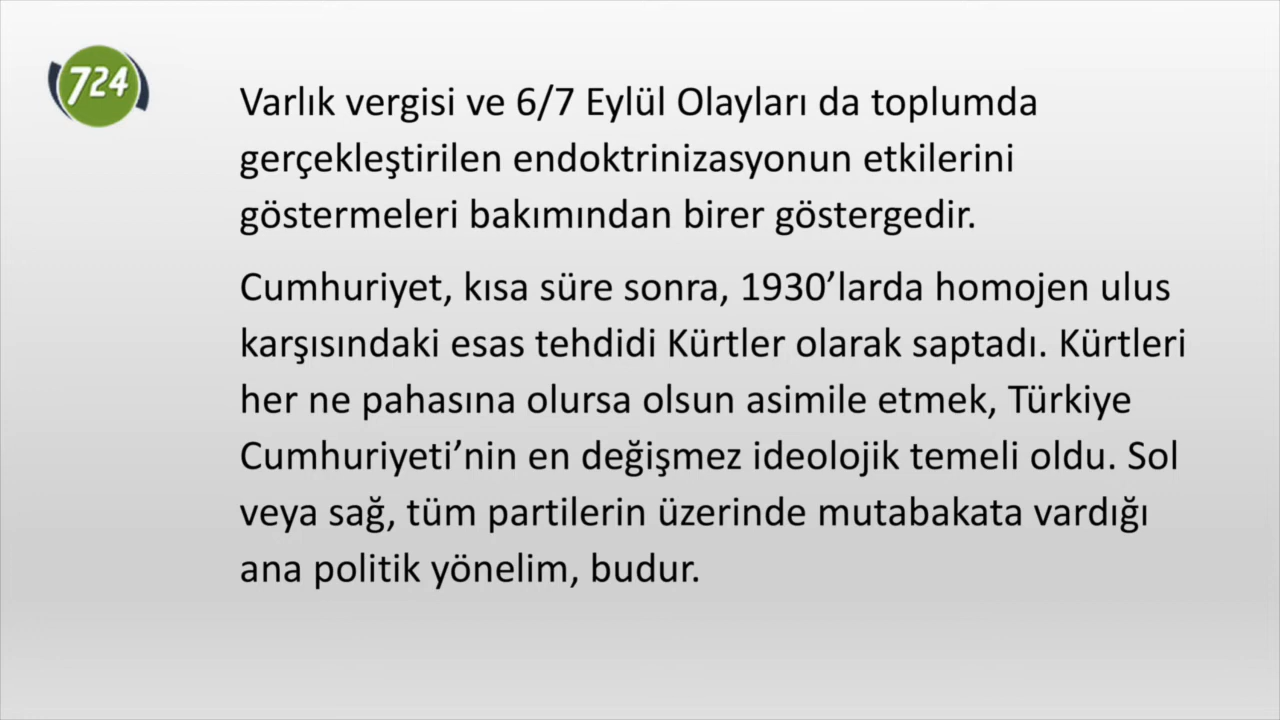 724
Varlık vergisi ve 6/7 Eylül Olayları da toplumda
gerçekleştirilen endoktrinizasyonun etkilerini
göstermeleri bakımından birer göstergedir.
Cumhuriyet, kısa süre sonra, 1930’larda homojen ulus
karşısındaki esas tehdidi Kürtler olarak saptadı. Kürtleri
her ne pahasına olursa olsun asimile etmek, Türkiye
Cumhuriyeti’nin en değişmez ideolojik temeli oldu. Sol
veya sağ, tüm partilerin üzerinde mutabakata vardığı
ana politik yönelim, budur.